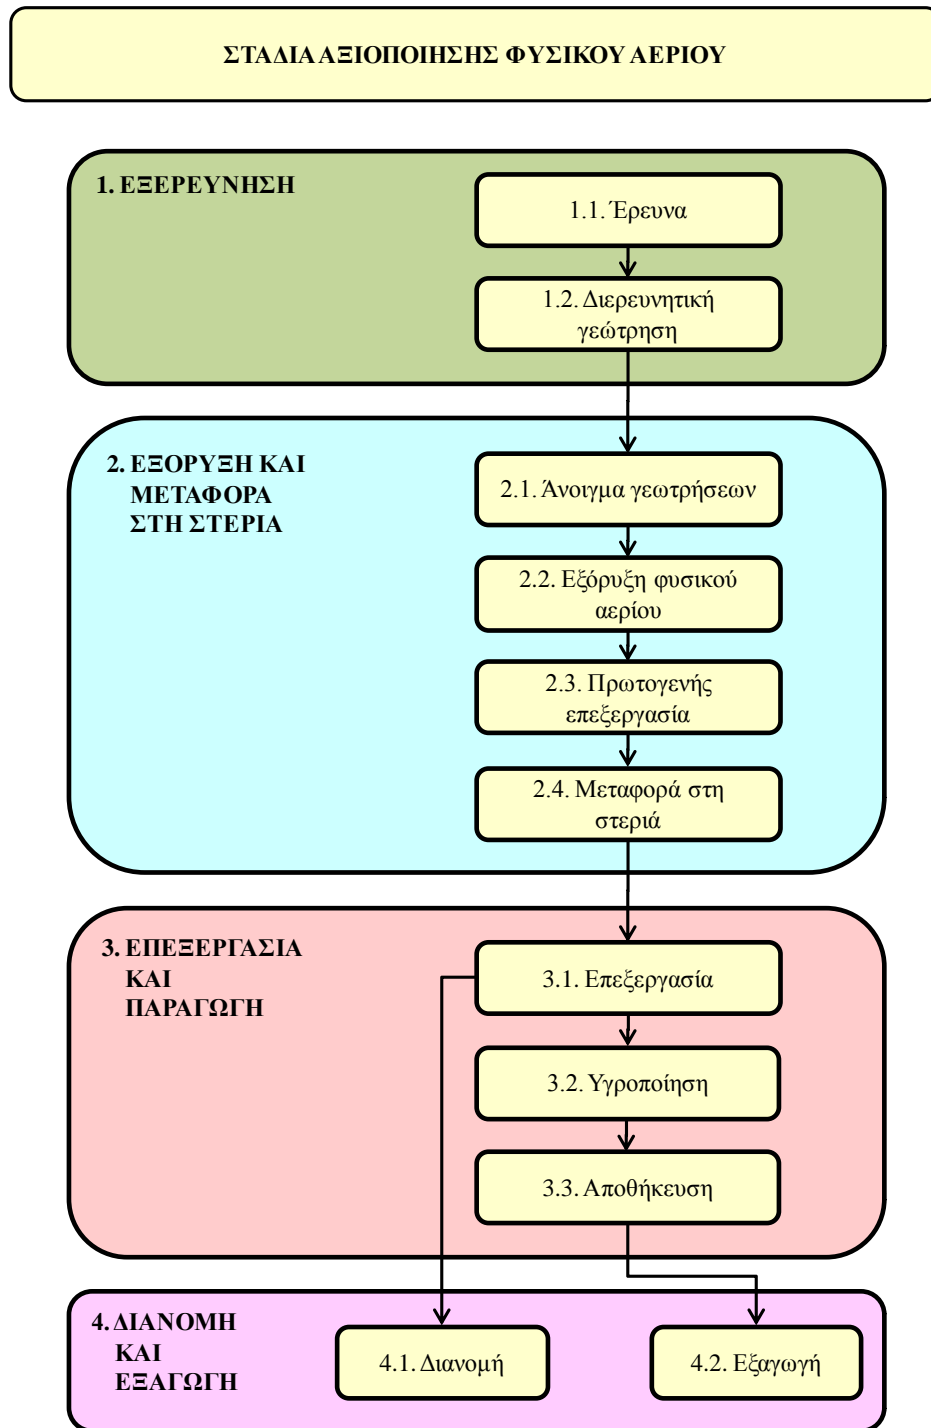 ΣΤΑΔΙΑ ΑΞΙΟΠΟΙΗΣΗΣ ΦΥΣΙΚΟΥ ΑΕΡΙΟΥ
1. ΕΞΕΡΕΥΝΗΣΗ
1.1. Έρευνα
1.2. Διερευνητική
γεώτρηση
2. ΕΞΟΡΥΞΗ ΚΑΙ
ΜΕΤΑΦΟΡΑ
ΣΤΗ ΣΤΕΡΙΑ
2.1. Άνοιγμα γεωτρήσεων
2.2. Εξόρυξη φυσικού
αερίου
2.3. Πρωτογενής
επεξεργασία
2.4. Μεταφορά στη
στεριά
3. ΕΠΕΞΕΡΓΑΣΙΑ
ΚΑΙ
ΠΑΡΑΓΩΓΗ
3.1. Επεξεργασία
3.2. Υγροποίηση
3.3. Αποθήκευση
4. ΔΙΑΝΟΜΗ
ΚΑΙ
ΕΞΑΓΩΓΗ
4.1. Διανομή
4.2. Εξαγωγή